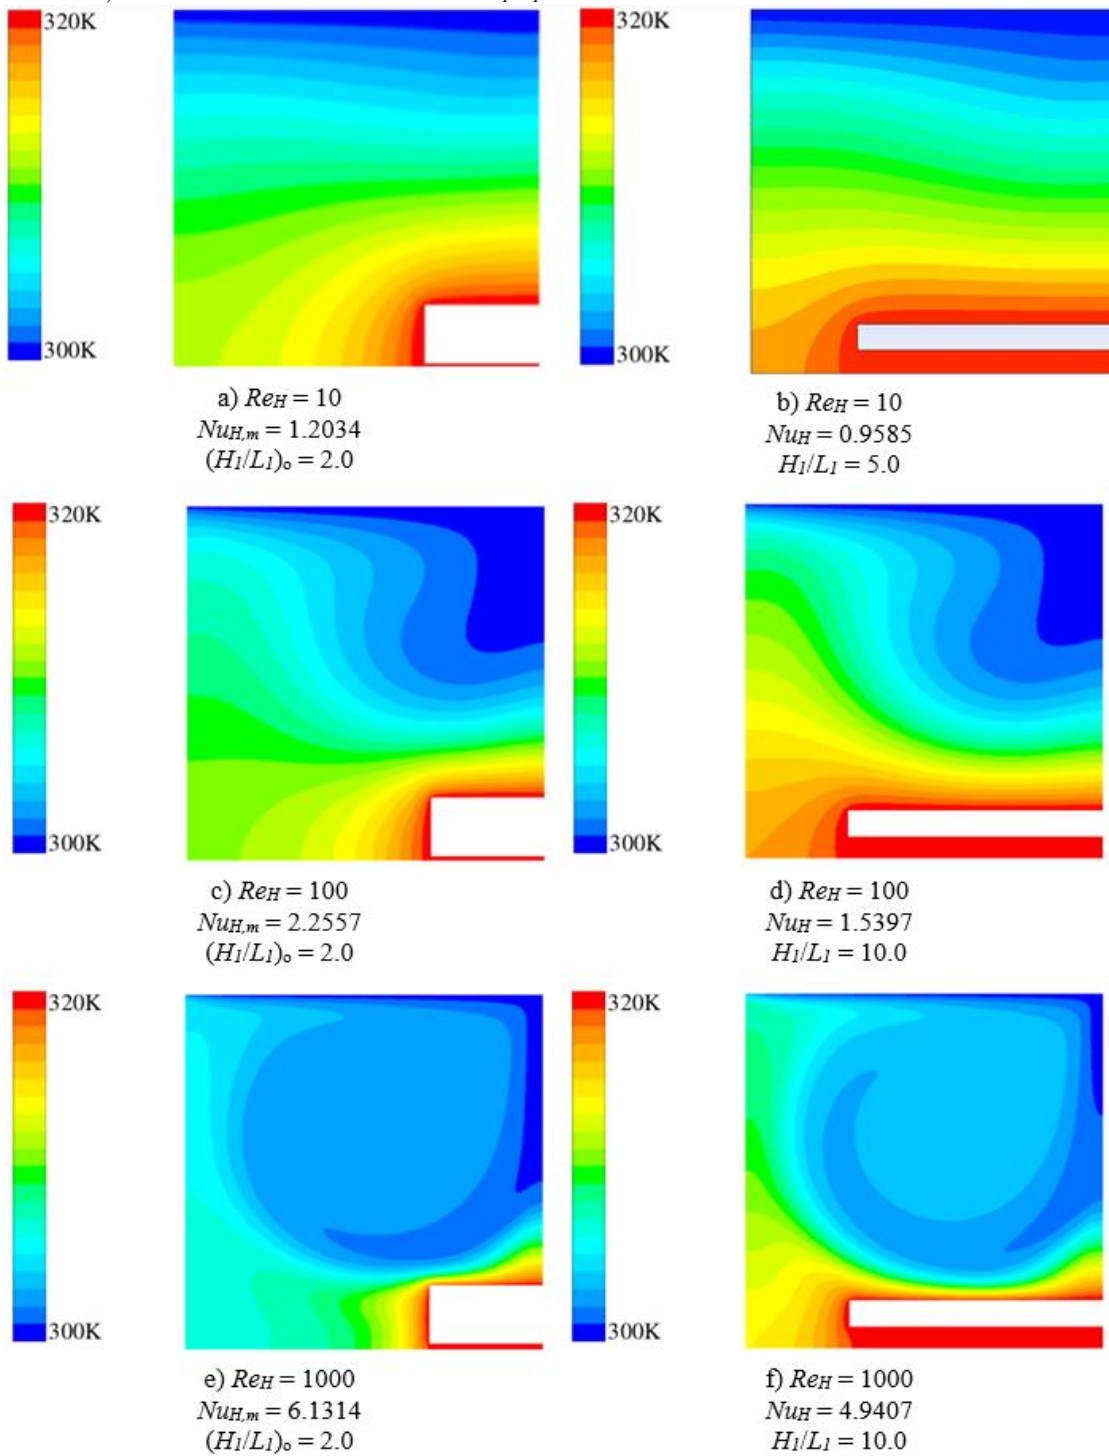 320K
320K
300K
300K
a) ReH = 10
NuH,m = 1.2034
(H1/L1)o = 2.0
b) ReH = 10
NuH = 0.9585
H1/L1 = 5.0
320K
320K
300K
300K
c) ReH = 100
NuH,m = 2.2557
(H1/L1)o = 2.0
d) ReH = 100
NuH = 1.5397
H1/L1 = 10.0
320K
320K
300K
300K
e) ReH = 1000
NuH,m = 6.1314
(H1/L1)o = 2.0
f) ReH = 1000
NuH = 4.9407
H1/L1 = 10.0